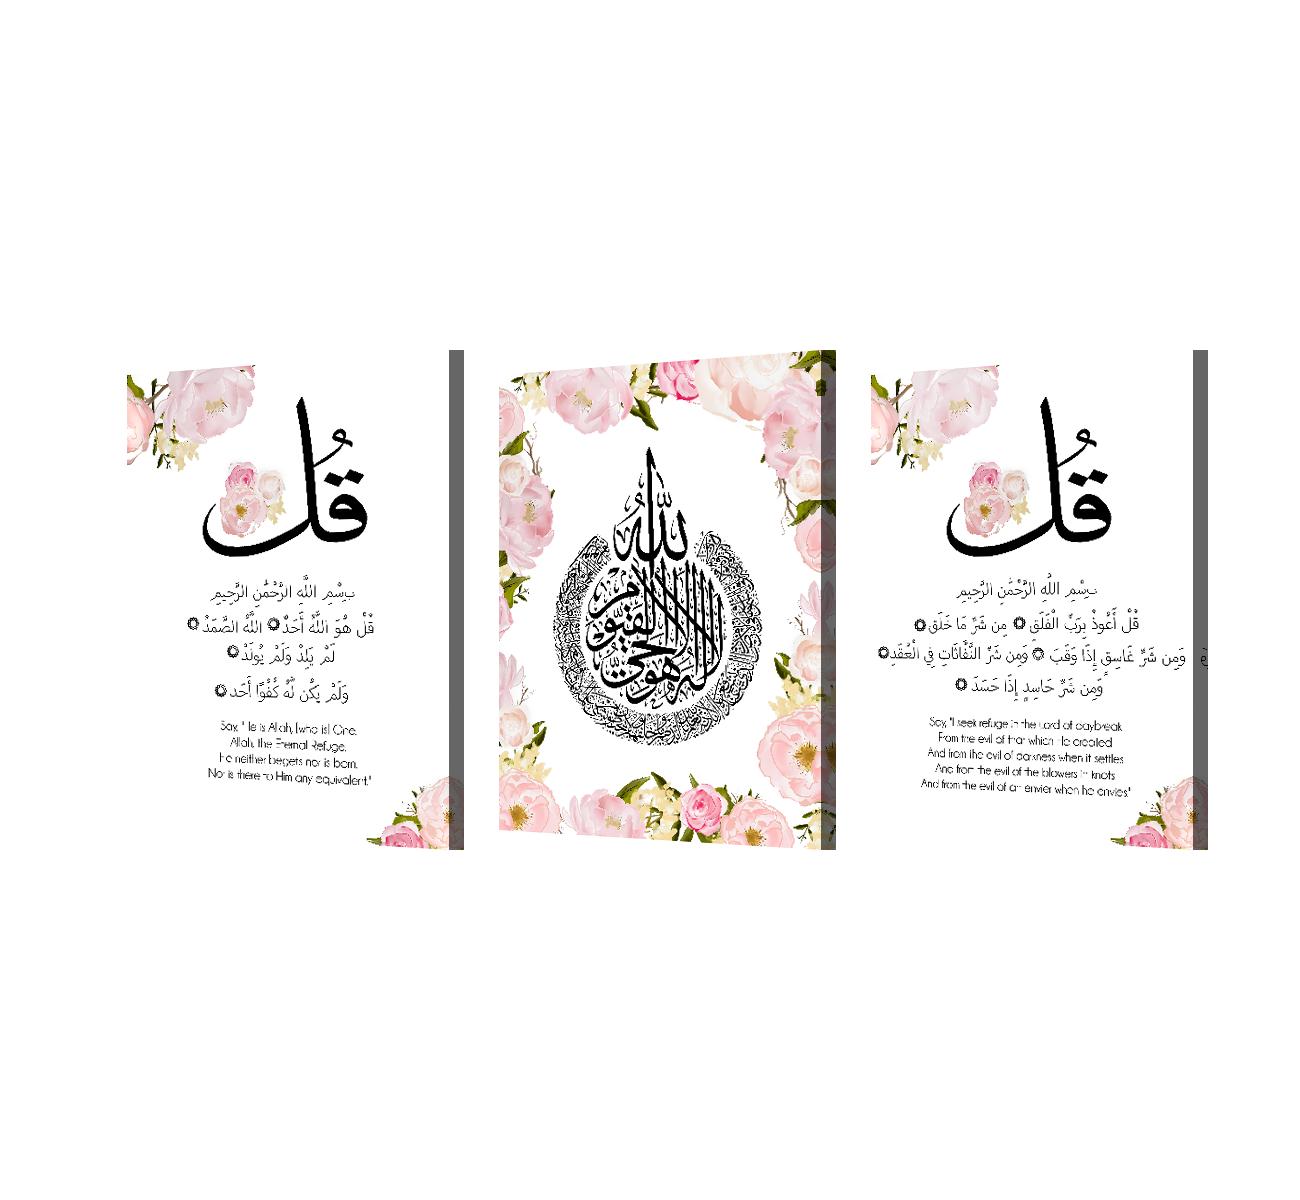 قُل
بِسْمِ اللَّهِ الرَّحْمَٰنِ الرَّحِيمِ
قُلْ هُوَ اللَّهُ أَحَدٌ ۞ اللَّهُ الصَّمَدُ ۞
لَمْ يَلِدْ وَلَمْ يُولَدْ ۞
وَلَمْ يَكُن لَّهُ كُفُوًا أَحَد ۞
Say, "He is Allah, [who is] One.
Allah, the Eternal Refuge.
He neither begets nor is born.
Nor is there to Him any equivalent."
الله لا إله إلا هو الحي القيوم
قُل
بِسْمِ اللَّهِ الرَّحْمَٰنِ الرَّحِيمِ
قُلْ أَعُوذُ بِرَبِّ الْفَلَقِ ۞ مِن شَرِّ مَا خَلَقَ ۞
وَمِن شَرِّ غَاسِقٍ إِذَا وَقَبَ ۞ وَمِن شَرِّ النَّفَّاثَاتِ فِي الْعُقَدِ ۞
وَمِن شَرِّ حَاسِدٍ إِذَا حَسَدَ ۞
Say, "I seek refuge in the Lord of daybreak
From the evil of that which He created
And from the evil of darkness when it settles
And from the evil of the blowers in knots
And from the evil of an envier when he envies."